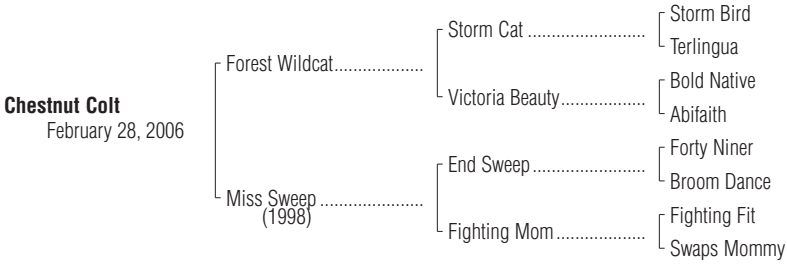 Storm Bird
Storm Cat ..........................
Terlingua
Forest Wildcat....................
Bold Native
Victoria Beauty...................
Abifaith
Chestnut Colt
February 28, 2006
Forty Niner
End Sweep .........................
Broom Dance
Miss Sweep .......................
(1998)
Fighting Fit
Fighting Mom ....................
Swaps Mommy